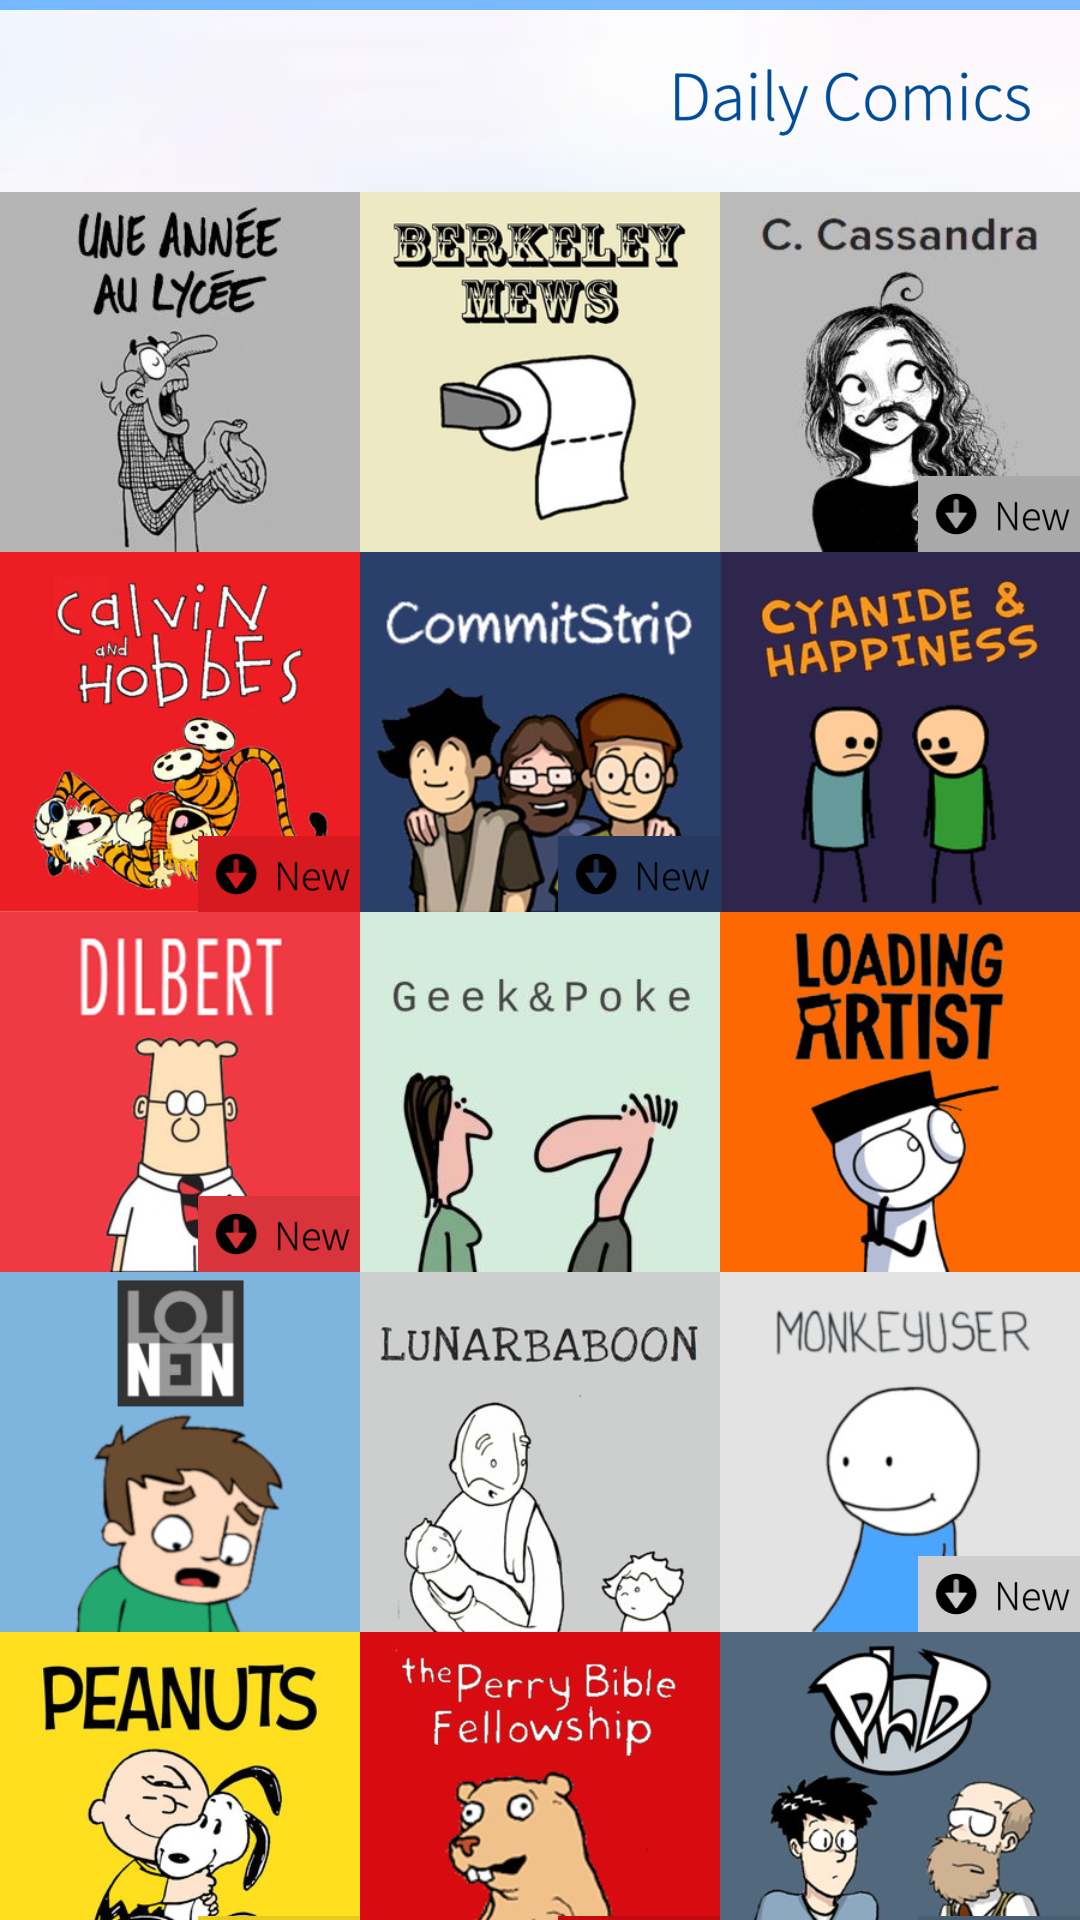 Daily Comics
UNE ANNÉE
AU LYCÉE
BERKELEY
MEWS
C. Cassandra
New
CALVIN
AND
HOBBES
New
CommitStrip
New
CYANIDE &
HAPPINESS
DILBERT
New
Geek&Poke
LOADING
ARTIST
LOL
NEIN
LUNARBABOON
MONKEYUSER
New
PEANUTS
the Perry Bible
Fellowship
PhD